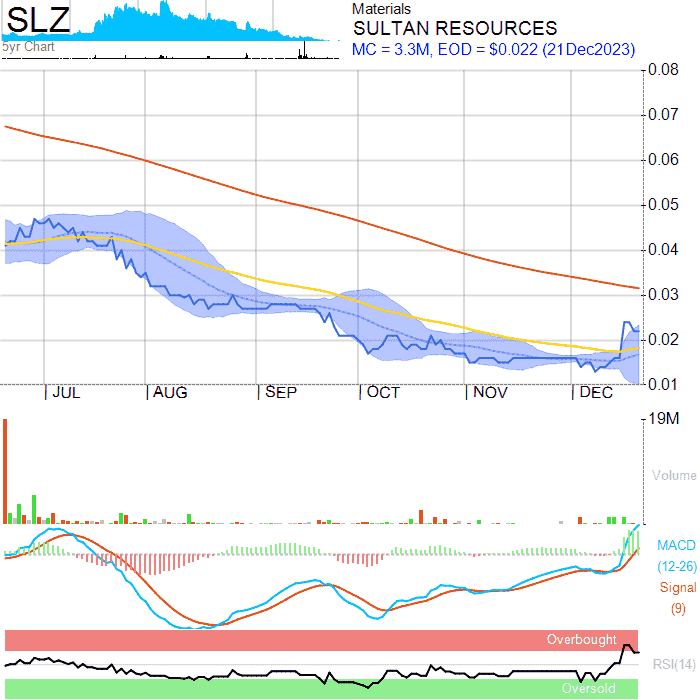 SLZ
5yr Chart
Materials
SULTAN RESOURCES
MC = 3.3M, EOD = $0.022 (21Dec2023)
0.08
0.07
0.06
0.05
0.04
0.03
0.02
0.01
JUL AUG SEP OCT NOV DEC
19M
Volume
MACD
(12-26)
Signal
(9)
Overbought
RSI(14)
Oversold